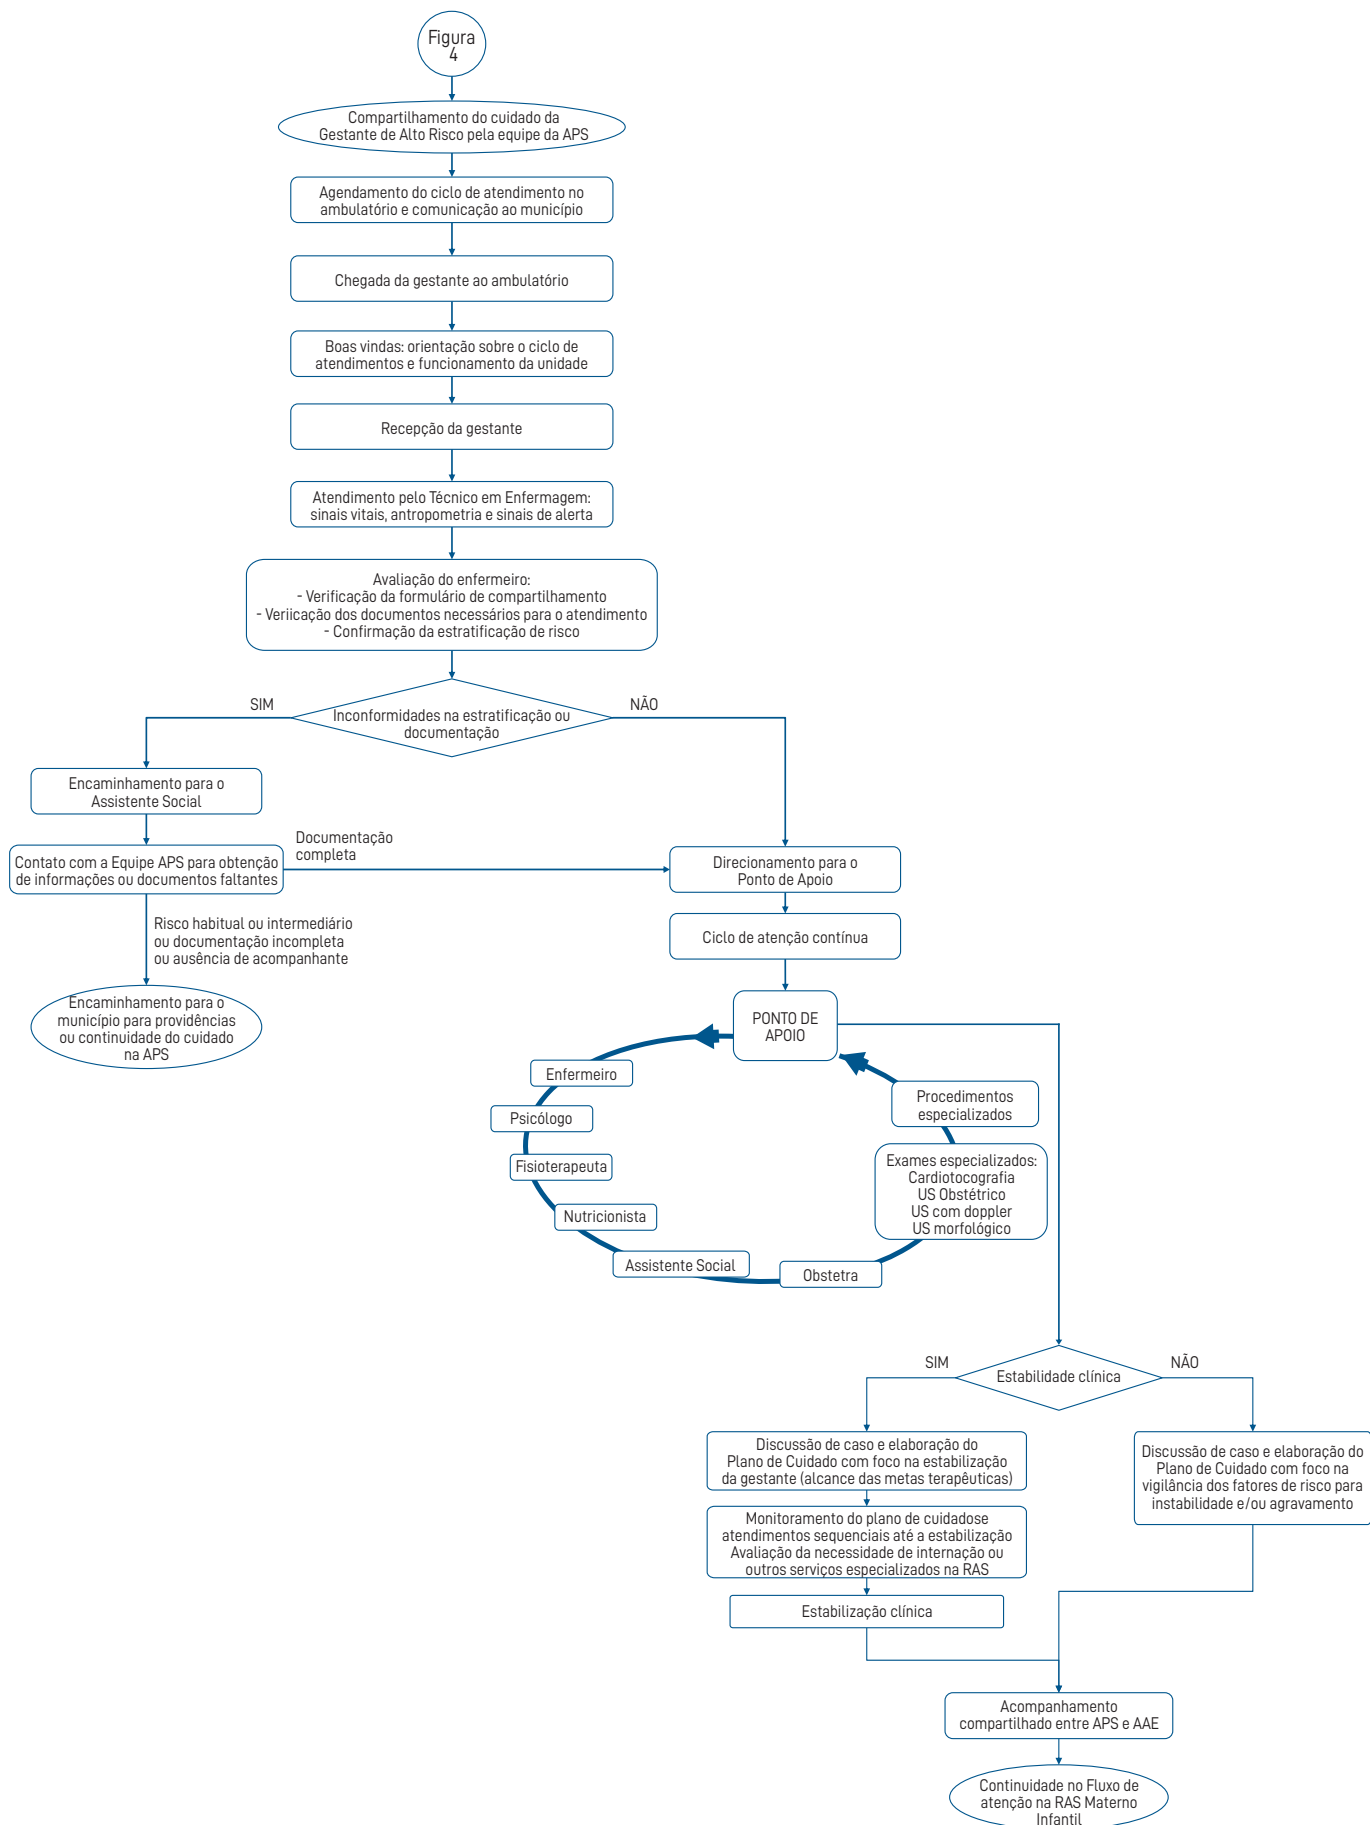 Figura
4
Compartilhamento do cuidado da
Gestante de Alto Risco pela equipe da APS
Agendamento do ciclo de atendimento no
ambulatório e comunicação ao município
Chegada da gestante ao ambulatório
Boas vindas: orientação sobre o ciclo de
atendimentos e funcionamento da unidade
Recepção da gestante
Atendimento pelo Técnico em Enfermagem:
sinais vitais, antropometria e sinais de alerta
Avaliação do enfermeiro:
- Verificação da formulário de compartilhamento
- Veriicação dos documentos necessários para o atendimento
- Confirmação da estratificação de risco
SIM
NÃO
Inconformidades na estratificação ou
documentação
Encaminhamento para o
Assistente Social
Contato com a Equipe APS para obtenção
de informações ou documentos faltantes
Documentação
completa
Direcionamento para o
Ponto de Apoio
Risco habitual ou intermediário
ou documentação incompleta
ou ausência de acompanhante
Ciclo de atenção contínua
Encaminhamento para o
município para providências
ou continuidade do cuidado
na APS
PONTO DE
APOIO
Enfermeiro
Psicólogo
Fisioterapeuta
Nutricionista
Assistente Social
Obstetra
Exames especializados:
Cardiotocografia
US Obstétrico
US com doppler
US morfológico
Procedimentos
especializados
SIM
NÃO
Estabilidade clínica
Discussão de caso e elaboração do
Plano de Cuidado com foco na estabilização
da gestante (alcance das metas terapêuticas)
Discussão de caso e elaboração do
Plano de Cuidado com foco na
vigilância dos fatores de risco para
instabilidade e/ou agravamento
Monitoramento do plano de cuidadose
atendimentos sequenciais até a estabilização
Avaliação da necessidade de internação ou
outros serviços especializados na RAS
Estabilização clínica
Acompanhamento
compartilhado entre APS e AAE
Continuidade no Fluxo de
atenção na RAS Materno
Infantil